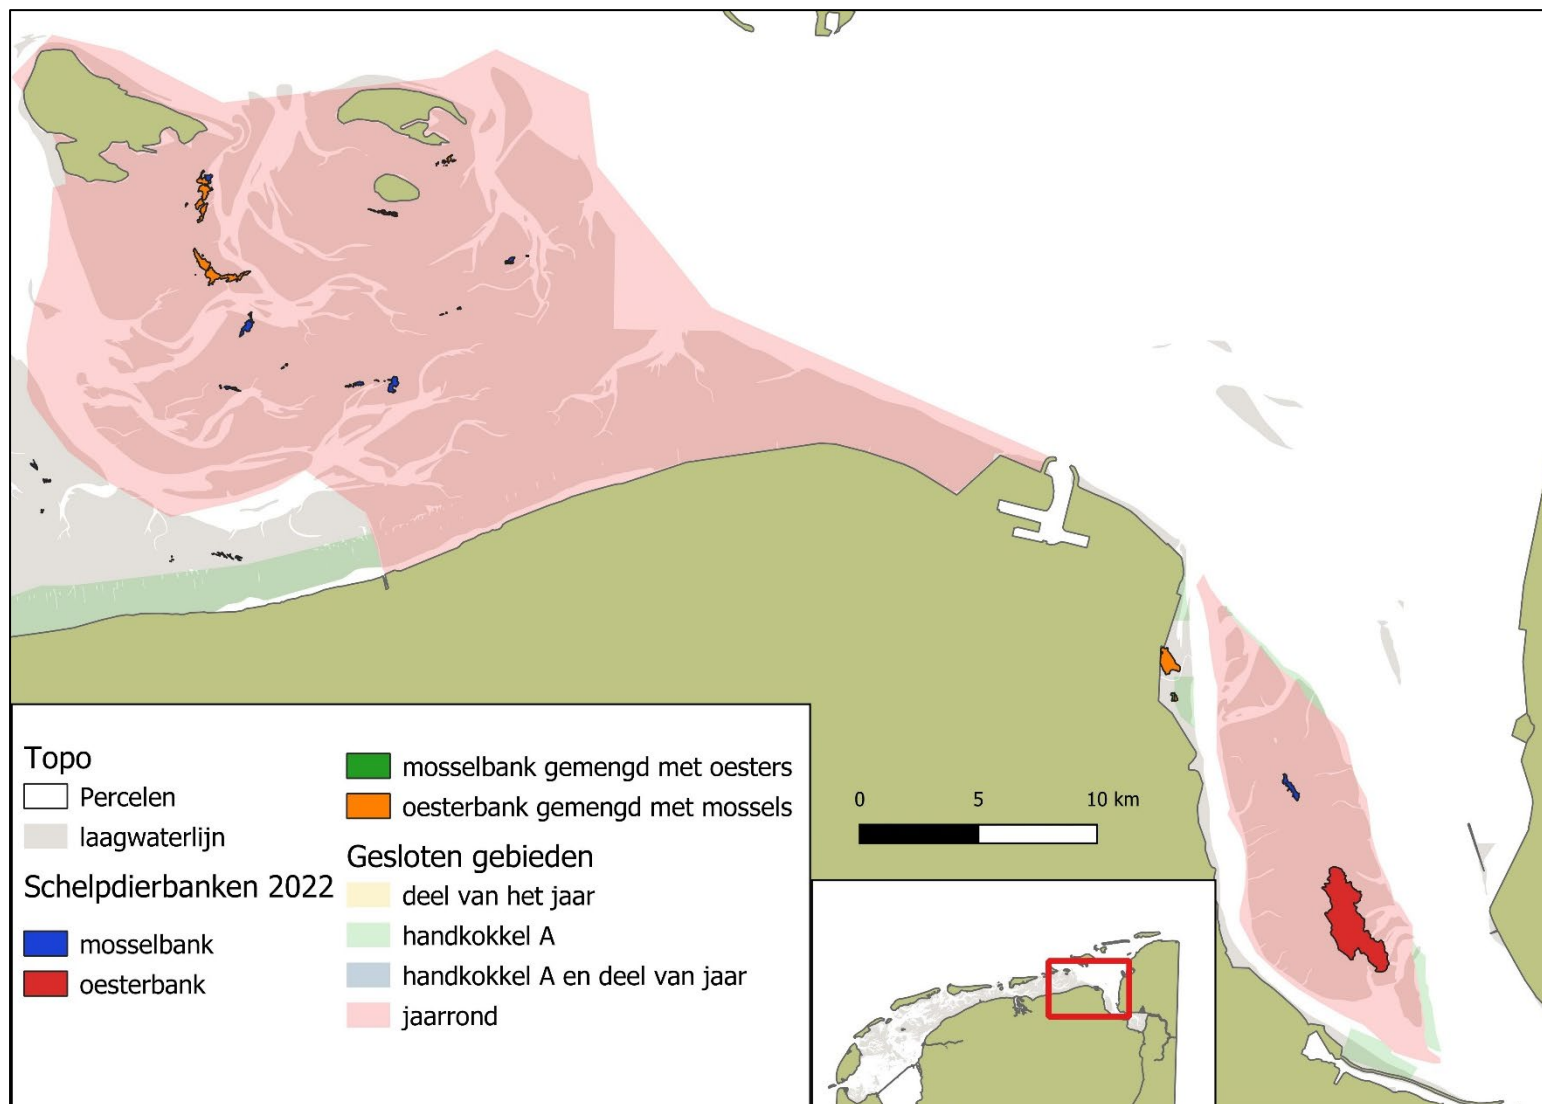 Topo
Percelen
laagwaterlijn
Schelpdierbanken 2022
mosselbank
oesterbank
mosselbank gemengd met oesters
oesterbank gemengd met mossels
Gesloten gebieden
deel van het jaar
handkokkel A
handkokkel A en deel van jaar
jaarrond
0 5 10 km